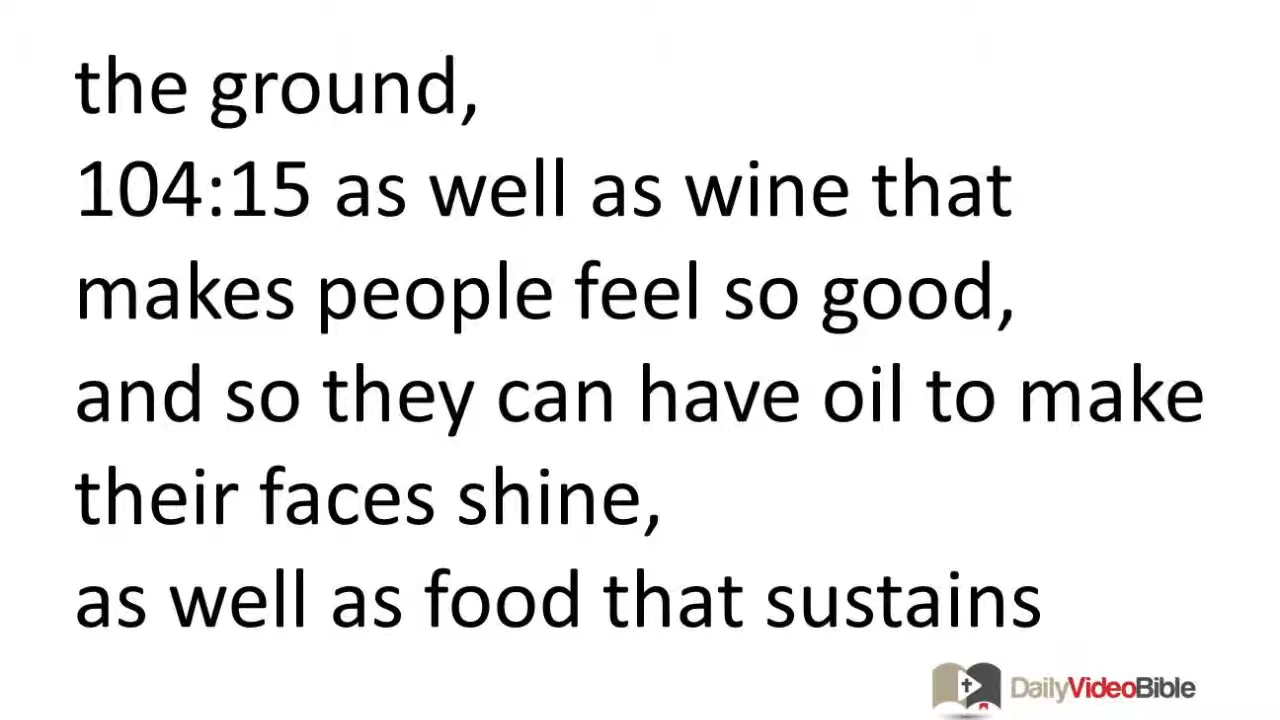 the ground,
104:15 as well as wine that
makes people feel so good,
and so they can have oil to make
their faces shine,
as well as food that sustains
DailyVideoBible